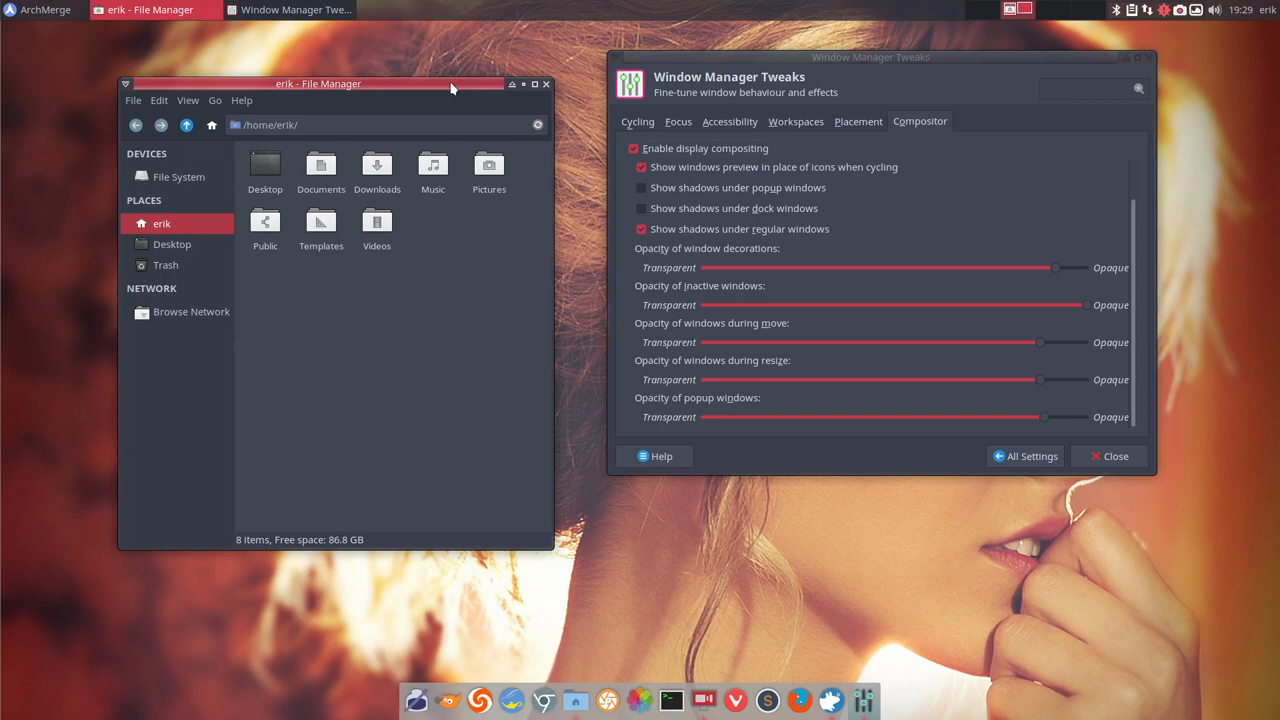 ArchMerge
erik - File Manager
Window Manager Twe...
19:29
erik
erik - File Manager
File Edit View Go Help
/home/erik/
DEVICES
File System
PLACES
erik
Desktop
Trash
NETWORK
Browse Network
Desktop Documents Downloads Music Pictures
Public Templates Videos
8 items, Free space: 86.8 GB
Window Manager Tweaks
Window Manager Tweaks
Fine-tune window behaviour and effects
Cycling Focus Accessibility Workspaces Placement Compositor
Enable display compositing
Show windows preview in place of icons when cycling
Show shadows under popup windows
Show shadows under dock windows
Show shadows under regular windows
Opacity of window decorations:
Transparent Opaque
Opacity of inactive windows:
Transparent Opaque
Opacity of windows during move:
Transparent Opaque
Opacity of windows during resize:
Transparent Opaque
Opacity of popup windows:
Transparent Opaque
Help All Settings Close